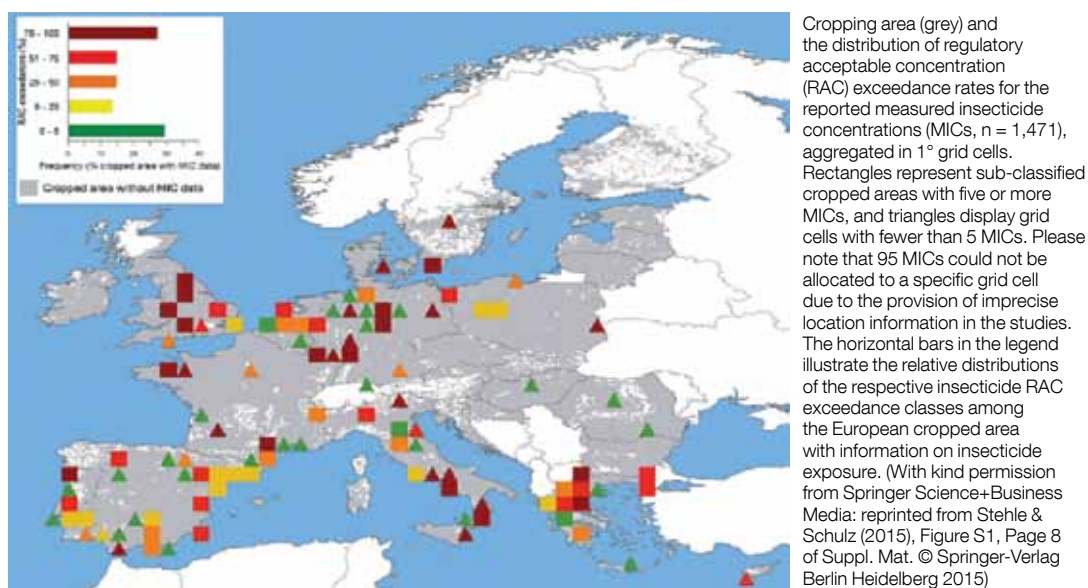 76 - 100
51 - 75
0 - 5
RAC exceedances (%)
0
10
20
30
40
Frequency (% cropped area with MIC data)
Cropped area without MIC data
Cropping area (grey) and
the distribution of regulatory
acceptable concentration
(RAC) exceedance rates for the
reported measured insecticide
concentrations (MICs, n = 1,471),
aggregated in 1° grid cells.
Rectangles represent sub-classified
cropped areas with five or more
MICs, and triangles display grid
cells with fewer than 5 MICs. Please
note that 95 MICs could not be
allocated to a specific grid cell
due to the provision of imprecise
location information in the studies.
The horizontal bars in the legend
illustrate the relative distributions
of the respective insecticide RAC
exceedance classes among
the European cropped area
with information on insecticide
exposure. (With kind permission
from Springer Science+Business
Media: reprinted from Stehle &
Schulz (2015), Figure S1, Page 8
of Suppl. Mat. © Springer-Verlag
Berlin Heidelberg 2015)